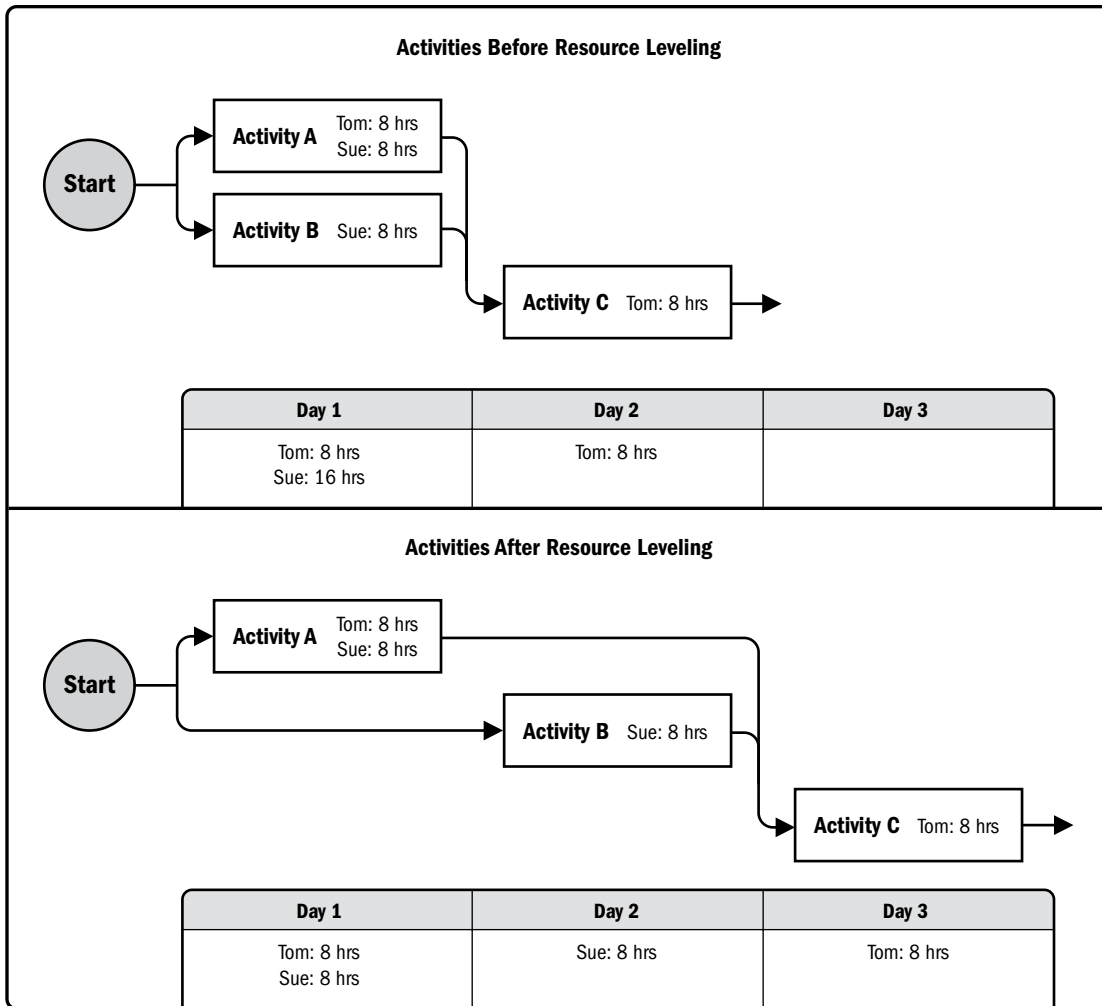 Activities Before Resource Leveling
Start
Activity A
Tom: 8 hrs
Sue: 8 hrs
Activity B Sue: 8 hrs
Activity C Tom: 8 hrs
Day 1 Day 2 Day 3
Tom: 8 hrs Tom: 8 hrs
Sue: 16 hrs
Activities After Resource Leveling
Start
Activity A
Tom: 8 hrs
Sue: 8 hrs
Activity B Sue: 8 hrs
Activity C Tom: 8 hrs
Day 1 Day 2 Day 3
Tom: 8 hrs Sue: 8 hrs Tom: 8 hrs
Sue: 8 hrs